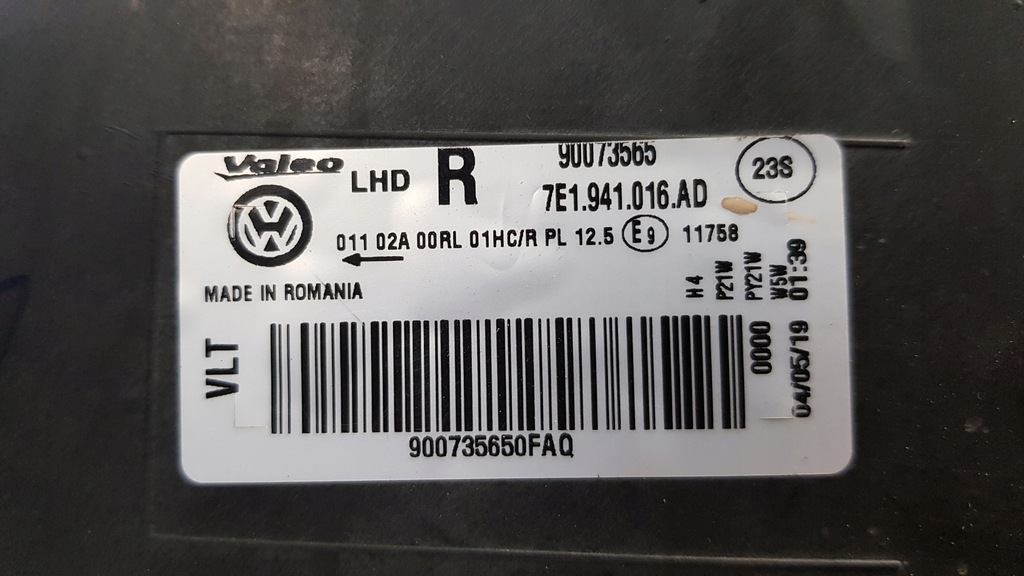 Valeo
LHD R
90073565
7E1.941.016.AD
23S
VW
011 02A 00RL 01HC/R PL 12.5 E9 11758
MADE IN ROMANIA
H4
P21W
PY21W
W5W
01:39
VLT
0000
04/05/19
900735650FAQ